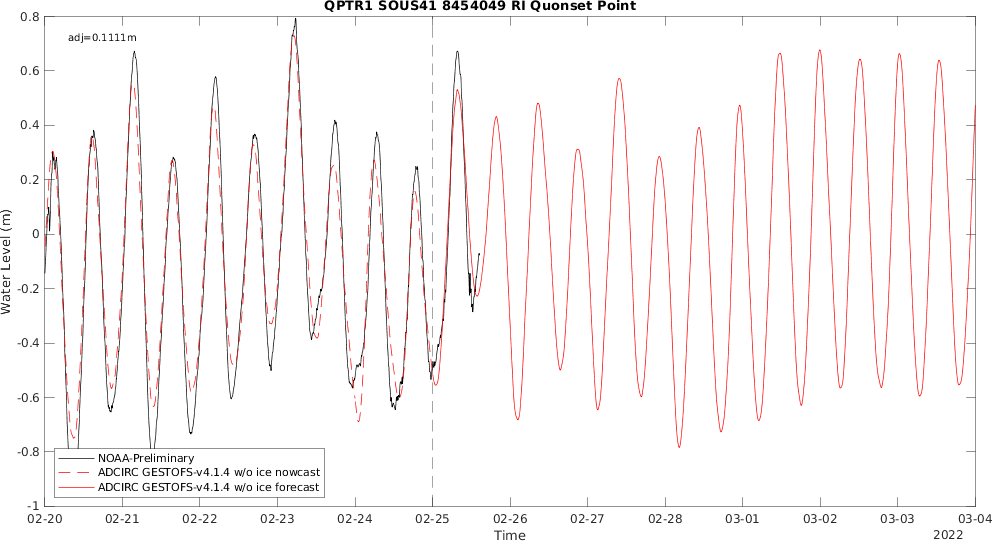 QPTR1 SOUS41 8454049 RI Quonset Point
adj=0.1111m
0.8
0.6
0.4
0.2
0
-0.2
-0.4
-0.6
-0.8
-1
Water Level (m)
NOAA-Preliminary
ADCIRC GESTOFS-v4.1.4 w/o ice nowcast
ADCIRC GESTOFS-v4.1.4 w/o ice forecast
02-20 02-21 02-22 02-23 02-24 02-25 02-26 02-27 02-28 03-01 03-02 03-03 03-04
Time
2022